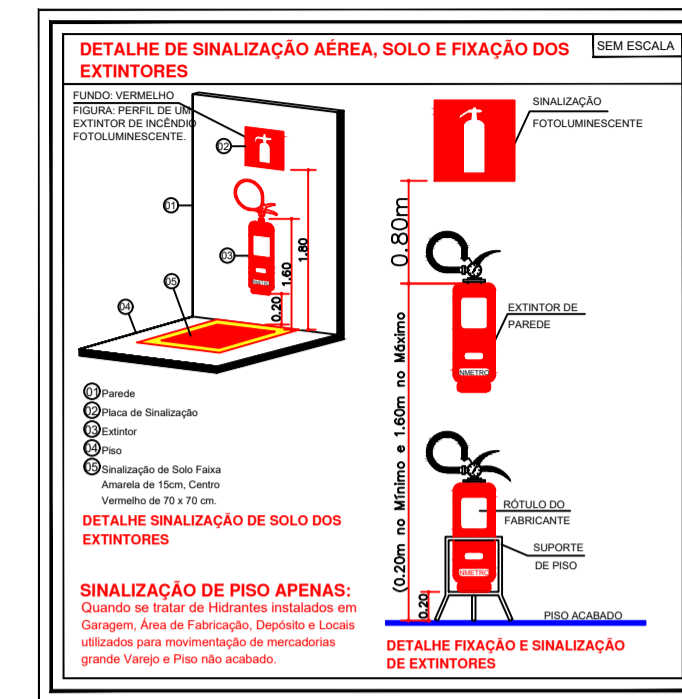 DETALHE DE SINALIZAÇÃO AÉREA, SOLO E FIXAÇÃO DOS
EXTINTORES
SEM ESCALA
FUNDO: VERMELHO
FIGURA: PERFIL DE UM
EXTINTOR DE INCÊNDIO
FOTOLUMINESCENTE.
02
01
03
05
04
1.80
1.60
0.20
NMETRO
01 Parede
02 Placa de Sinalização
03 Extintor
04 Piso
05 Sinalização de Solo Faixa
Amarela de 15cm, Centro
Vermelho de 70 x 70 cm.
DETALHE SINALIZAÇÃO DE SOLO DOS
EXTINTORES
SINALIZAÇÃO DE PISO APENAS:
Quando se tratar de Hidrantes instalados em
Garagem, Área de Fabricação, Depósito e Locais
utilizados para movimentação de mercadorias
grande Varejo e Piso não acabado.
SINALIZAÇÃO
FOTOLUMINESCENTE
0.80m
EXTINTOR DE
PAREDE
NMETRO
(0.20m no Mínimo e 1.60m no Máximo
RÓTULO DO
FABRICANTE
SUPORTE
DE PISO
NMETRO
0.20
PISO ACABADO
DETALHE FIXAÇÃO E SINALIZAÇÃO
DE EXTINTORES